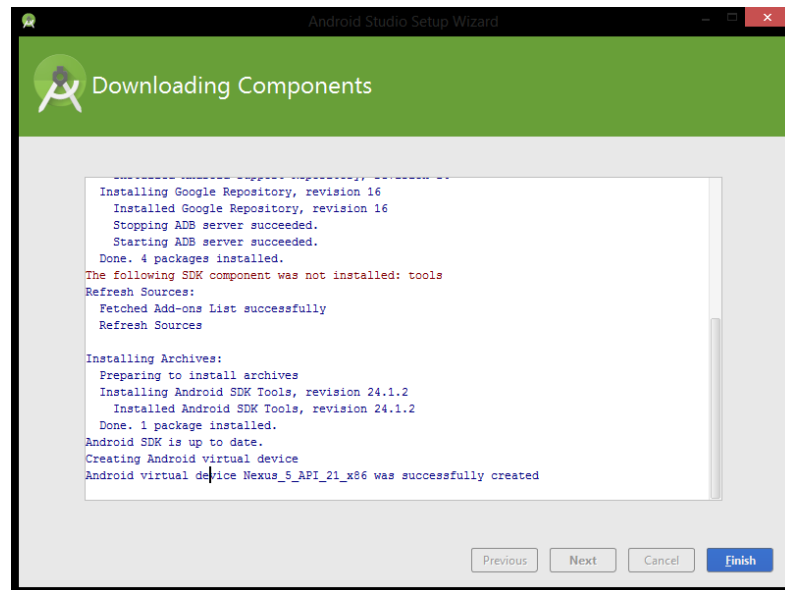 Android Studio Setup Wizard
Downloading Components
Installing Google Repository, revision 16
Installed Google Repository, revision 16
Stopping ADB server succeeded.
Starting ADB server succeeded.
Done. 4 packages installed.
The following SDK component was not installed: tools
Refresh Sources:
Fetched Add-ons List successfully
Refresh Sources
Installing Archives:
Preparing to install archives
Installing Android SDK Tools, revision 24.1.2
Installed Android SDK Tools, revision 24.1.2
Done. 1 package installed.
Android SDK is up to date.
Creating Android virtual device
Android virtual device Nexus_5_API_21_x86 was successfully created
Previous Next Cancel Finish